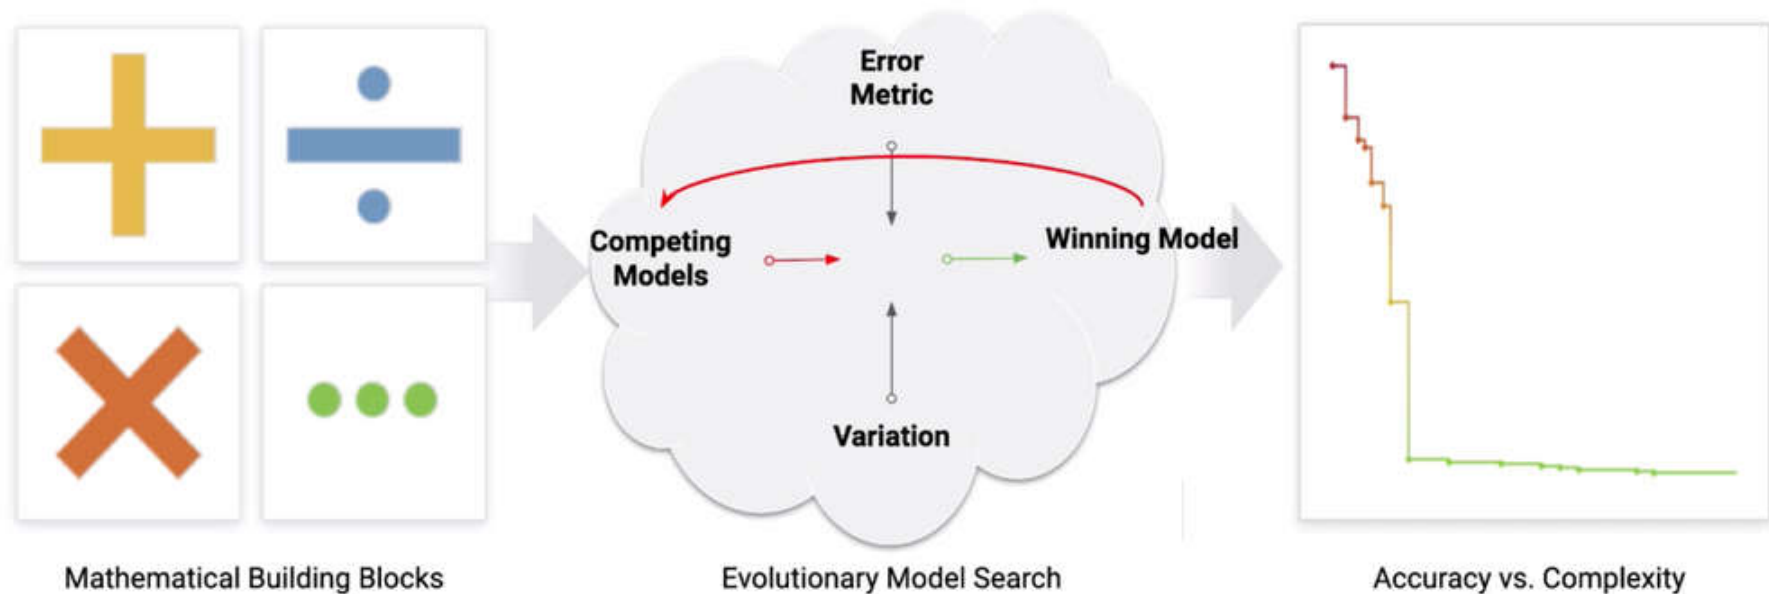 Error
Metric
Competing
Models
Winning Model
Variation
Mathematical Building Blocks
Evolutionary Model Search
Accuracy vs. Complexity